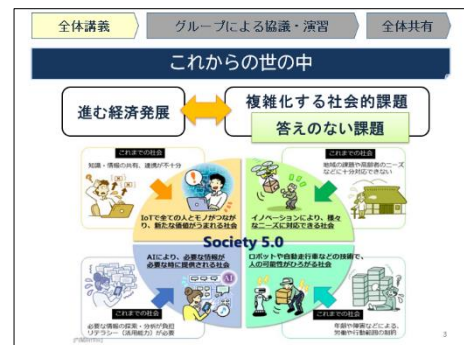 全体講義
グループによる協議・演習
全体共有
これからの世の中
進む経済発展
複雑化する社会的課題
答えのない課題
これまでの社会
知識・情報の共有、連携が不十分
IoTで全ての人とモノがつなが
り、新たな価値がうまれる社会
これまでの社会
地域の課題や高齢者のニーズ
などに十分対応できない
イノベーションにより、様々
なニーズに対応できる社会
Society 5.0
AIにより、必要な情報が
必要な時に提供される社会
これまでの社会
必要な情報の探索・分析が負担
リテラシー（活用能力）が必要
ロボットや自動走行車などの技術で、
人の可能性がひろがる社会
これまでの社会
年齢や障害などによる、
労働や行動範囲の制約
3